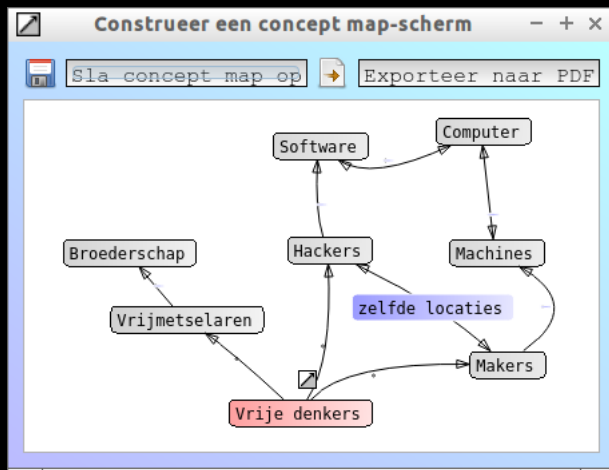 Construeer een concept map-scherm
Sla concept map op
Exporteer naar PDF
Computer
Software
Broederschap
Hackers
Machines
zelfde locaties
Vrijmetselaren
Makers
Vrije denkers